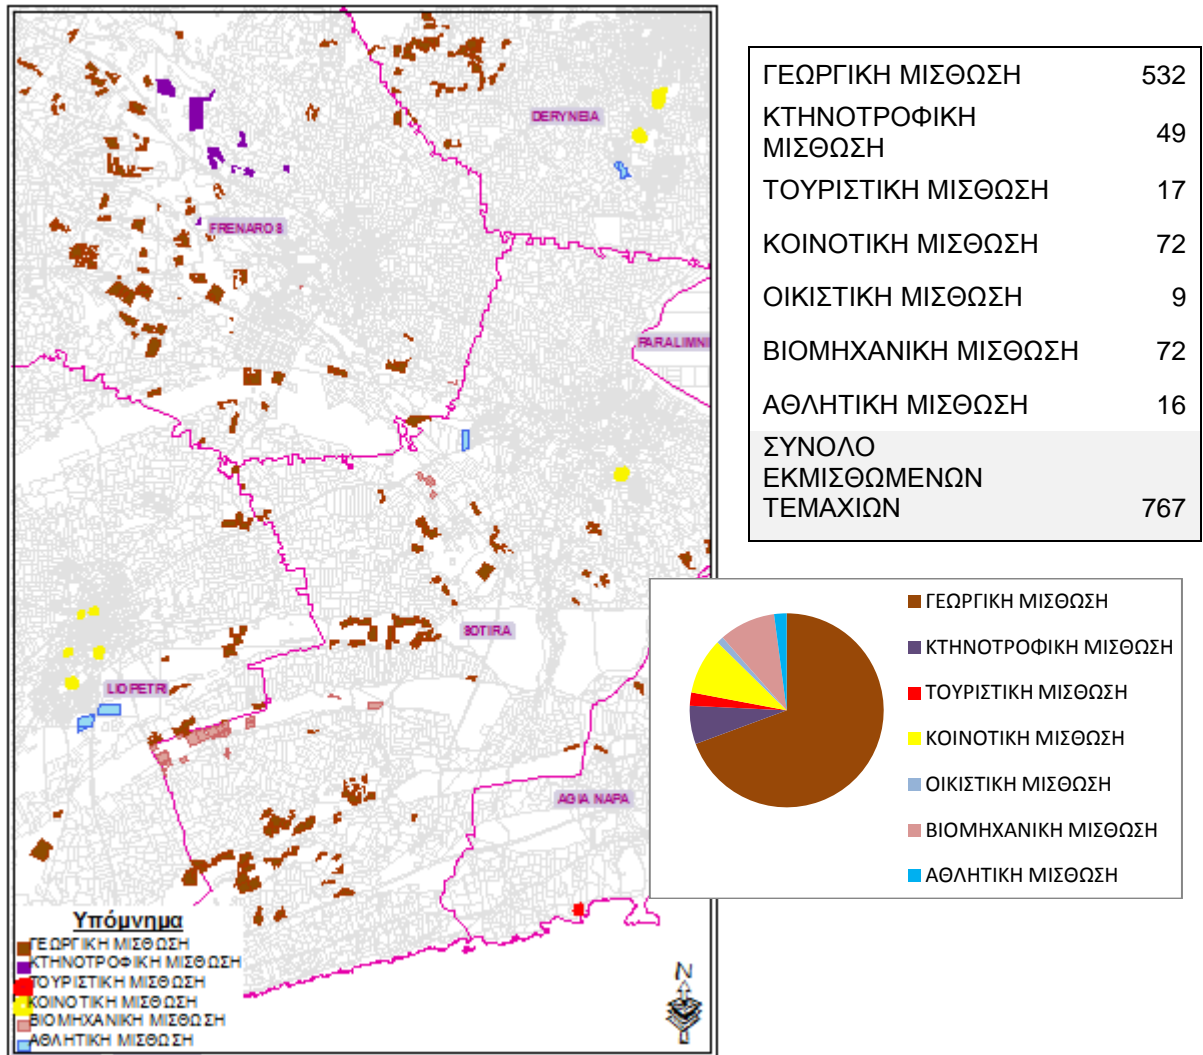 DERYNEIA
FRENAROS
PARALIMNI
SOTIRA
LIOPETRI
AGIA NAPA
Υπόμνημα
ΓΕΩΡΓΙΚΗ ΜΙΣΘΩΣΗ
ΚΤΗΝΟΤΡΟΦΙΚΗ ΜΙΣΘΩΣΗ
ΤΟΥΡΙΣΤΙΚΗ ΜΙΣΘΩΣΗ
ΚΟΙΝΟΤΙΚΗ ΜΙΣΘΩΣΗ
ΒΙΟΜΗΧΑΝΙΚΗ ΜΙΣΘΩΣΗ
ΑΘΛΗΤΙΚΗ ΜΙΣΘΩΣΗ
N
ΓΕΩΡΓΙΚΗ ΜΙΣΘΩΣΗ 532
ΚΤΗΝΟΤΡΟΦΙΚΗ
ΜΙΣΘΩΣΗ 49
ΤΟΥΡΙΣΤΙΚΗ ΜΙΣΘΩΣΗ 17
ΚΟΙΝΟΤΙΚΗ ΜΙΣΘΩΣΗ 72
ΟΙΚΙΣΤΙΚΗ ΜΙΣΘΩΣΗ 9
ΒΙΟΜΗΧΑΝΙΚΗ ΜΙΣΘΩΣΗ 72
ΑΘΛΗΤΙΚΗ ΜΙΣΘΩΣΗ 16
ΣΥΝΟΛΟ
ΕΚΜΙΣΘΩΜΕΝΩΝ
ΤΕΜΑΧΙΩΝ 767
ΓΕΩΡΓΙΚΗ ΜΙΣΘΩΣΗ
ΚΤΗΝΟΤΡΟΦΙΚΗ ΜΙΣΘΩΣΗ
ΤΟΥΡΙΣΤΙΚΗ ΜΙΣΘΩΣΗ
ΚΟΙΝΟΤΙΚΗ ΜΙΣΘΩΣΗ
ΟΙΚΙΣΤΙΚΗ ΜΙΣΘΩΣΗ
ΒΙΟΜΗΧΑΝΙΚΗ ΜΙΣΘΩΣΗ
ΑΘΛΗΤΙΚΗ ΜΙΣΘΩΣΗ